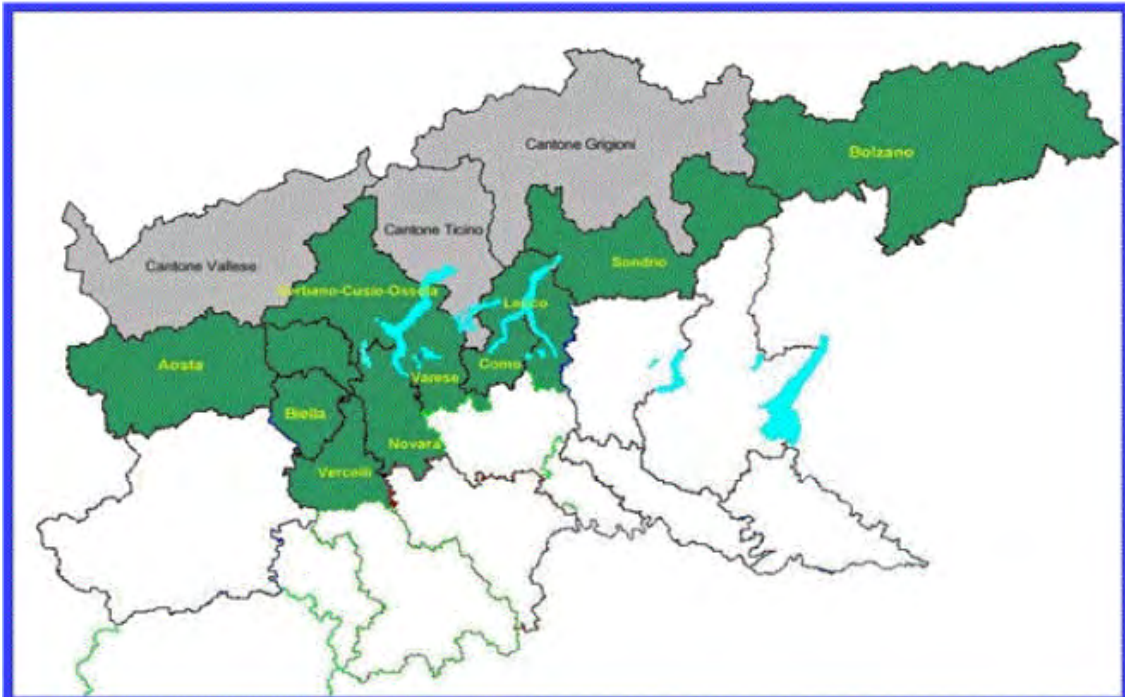 Cantone Grigioni
Bolzano
Cantone Ticino
Cantone Vallese
Sondrio
Verbano-Cusio-Ossola
Lecco
Aosta
Varese
Como
Biella
Novara
Vercelli